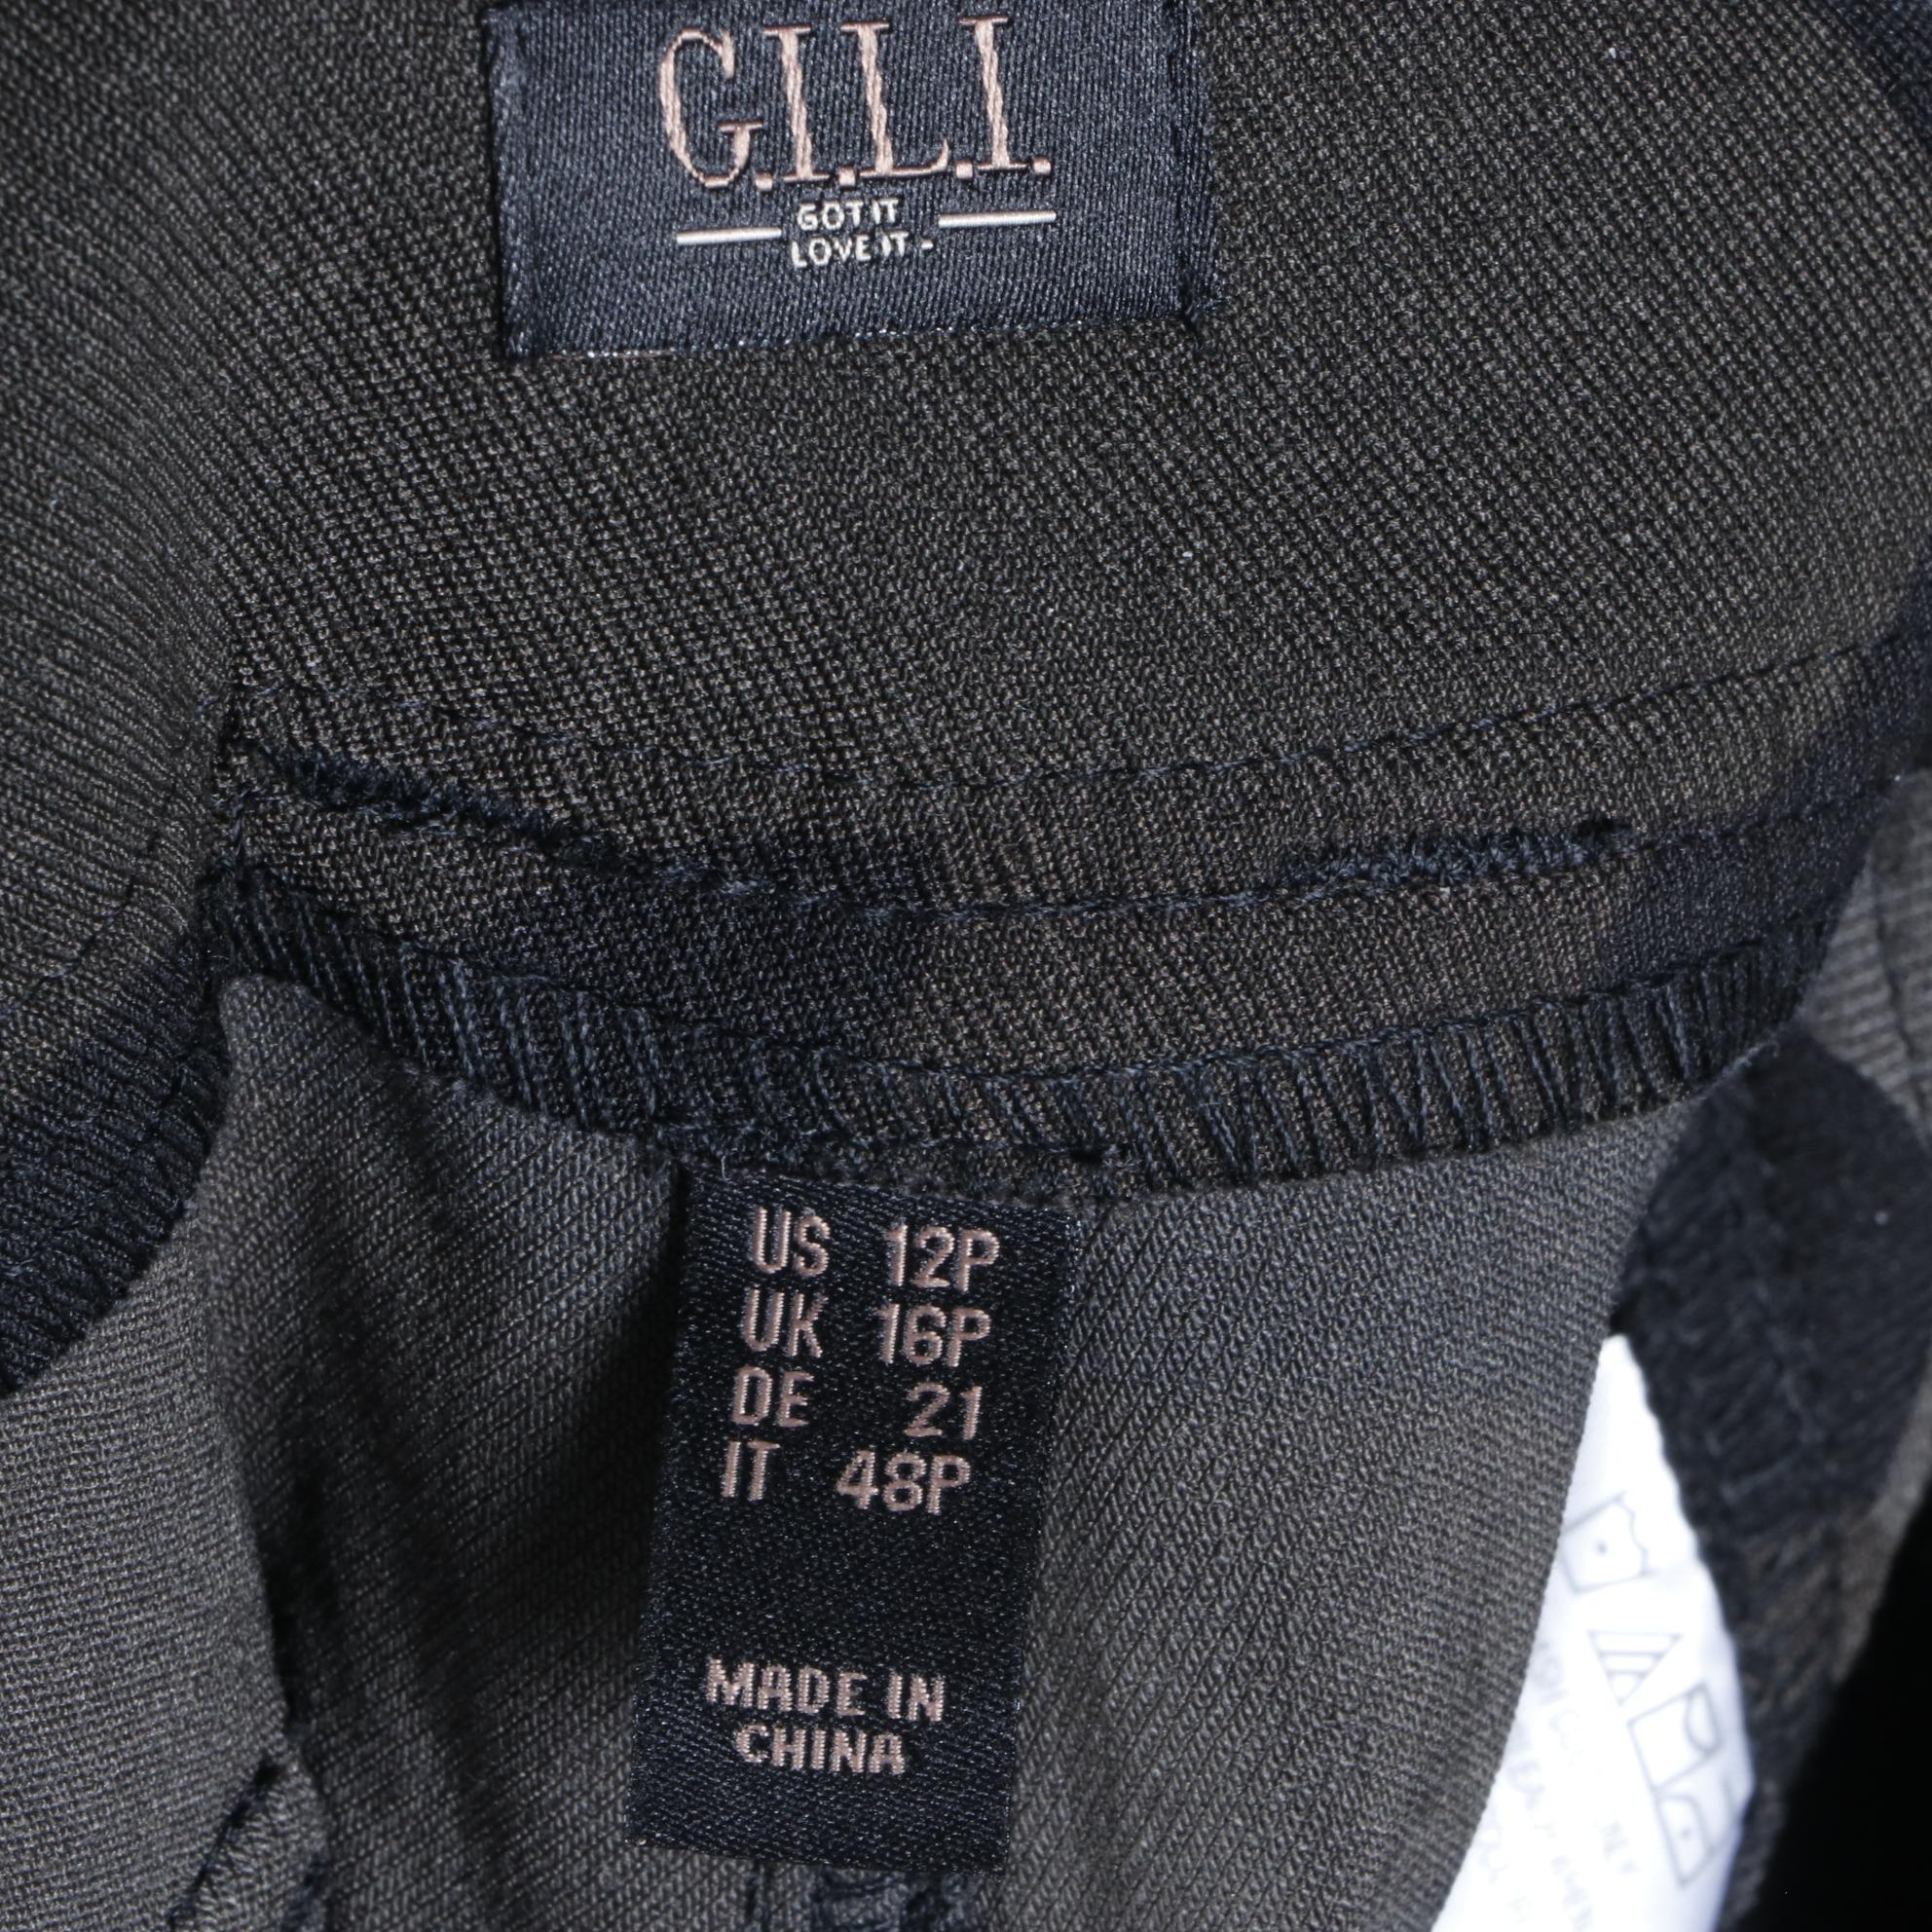 G.I.L.I.
GOT IT
LOVE IT -
US 12P
UK 16P
DE 21
IT 48P
MADE IN
CHINA